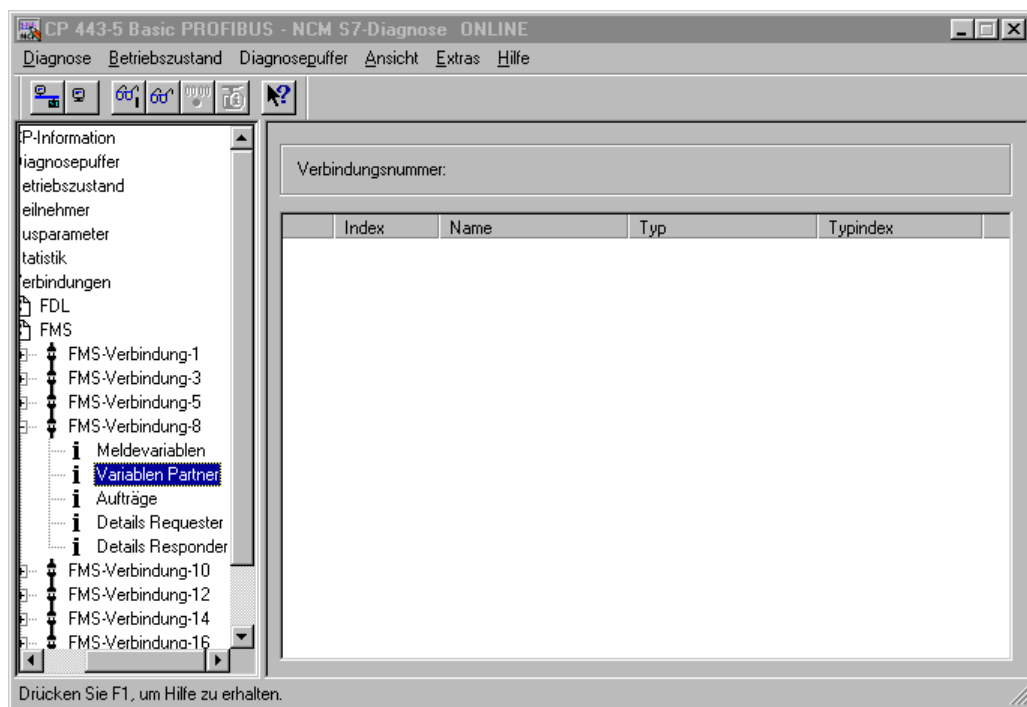 CP 443-5 Basic PROFIBUS - NCM S7-Diagnose ONLINE
Diagnose Betriebszustand Diagnosepuffer Ansicht Extras Hilfe
P-Information
iagnosepuffer
etriebszustand
eilnehmer
usparameter
tatistik
erbindungen
FDL
FMS
FMS-Verbindung-1
FMS-Verbindung-3
FMS-Verbindung-5
FMS-Verbindung-8
Meldevariablen
Variablen Partner
Aufträge
Details Requester
Details Responder
FMS-Verbindung-10
FMS-Verbindung-12
FMS-Verbindung-14
FMS-Verbindung-16
Verbindungsnummer:
Index Name Typ Typindex
Drücken Sie F1, um Hilfe zu erhalten.